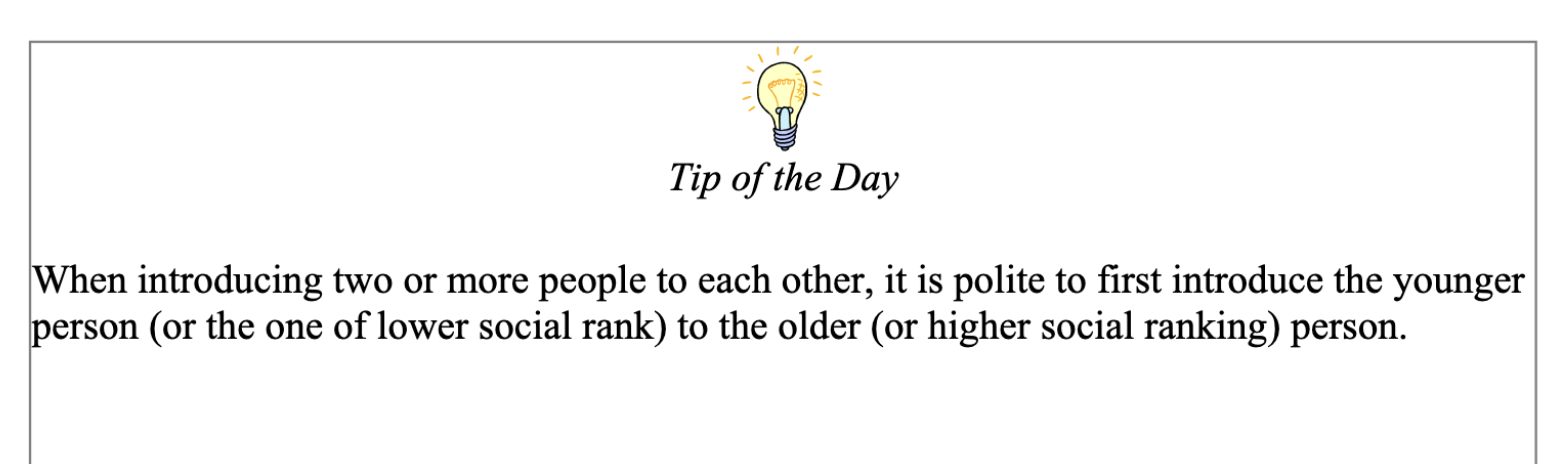 Tip of the Day
When introducing two or more people to each other, it is polite to first introduce the younger
person (or the one of lower social rank) to the older (or higher social ranking) person.